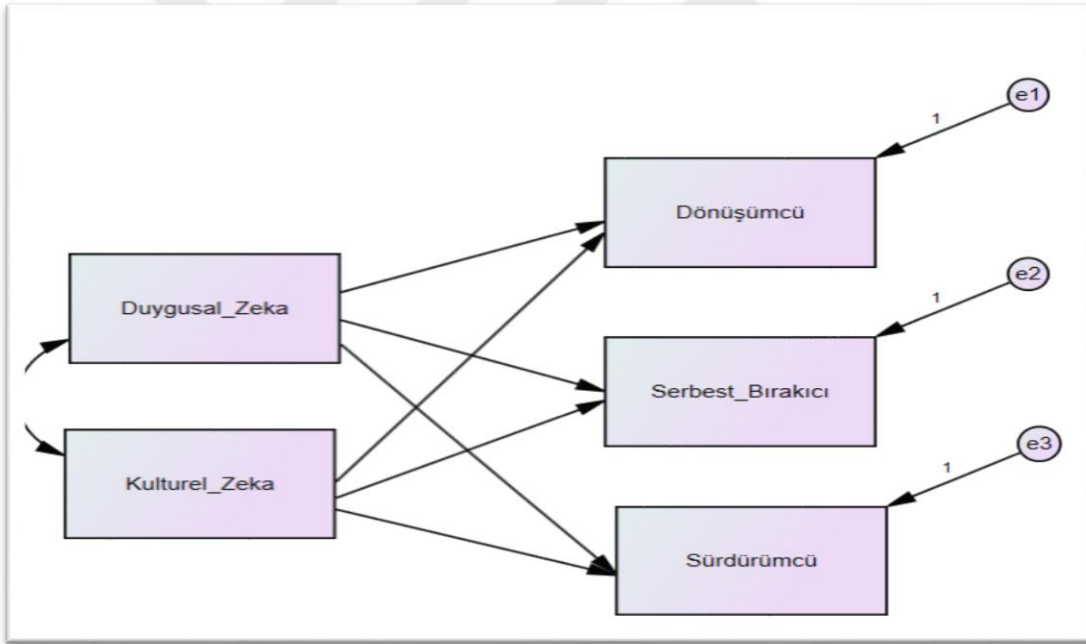 e1
1
Dönüşümcü
e2
1
Duygusal_Zeka
Serbest_Bırakıcı
e3
1
Kulturel_Zeka
Sürdürümcü